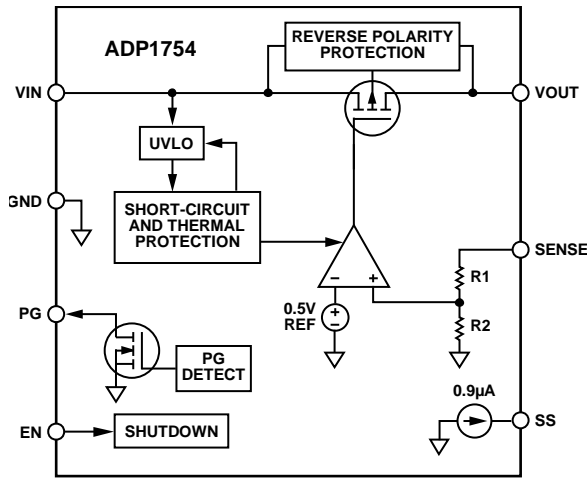 ADP1754
REVERSE POLARITY
PROTECTION
VIN
VOUT
UVLO
GND
SHORT-CIRCUIT
AND THERMAL
PROTECTION
SENSE
R1
PG
0.5V
REF
R2
PG
DETECT
0.9µA
EN
SHUTDOWN
SS